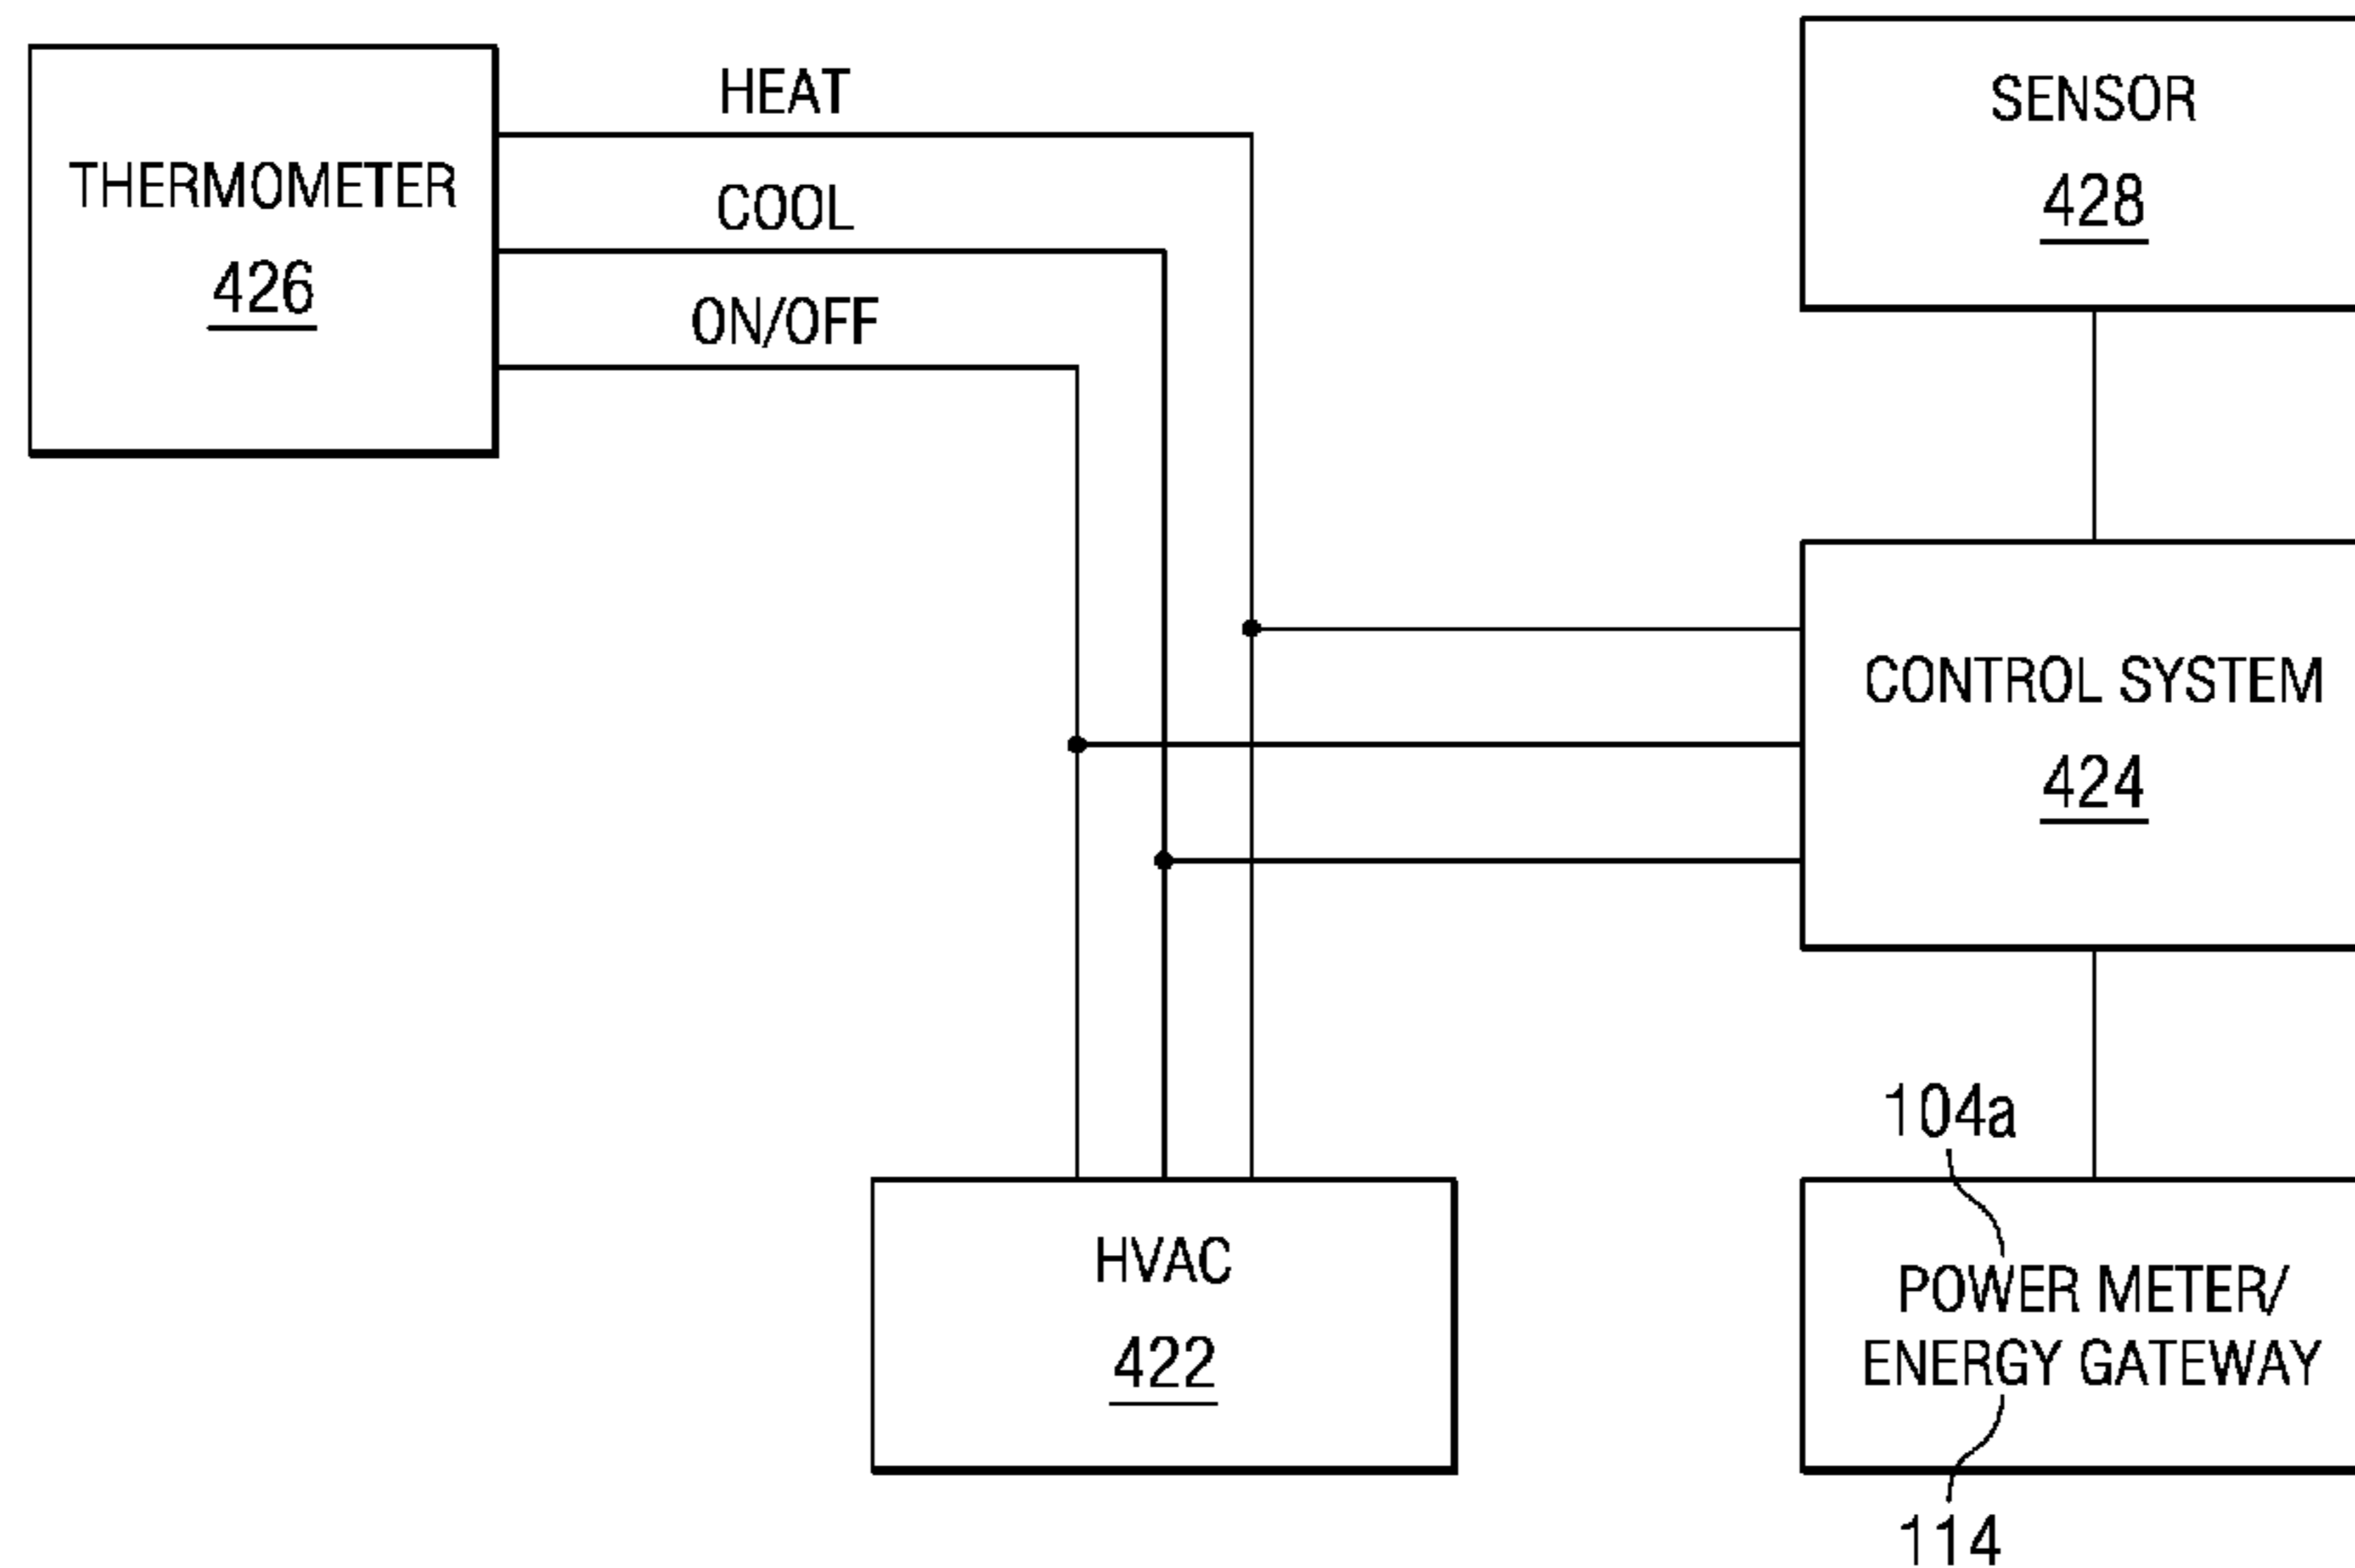 THERMOMETER
426
HEAT
COOL
ON/OFF
SENSOR
428
CONTROL SYSTEM
424
HVAC
422
104a
POWER METER/
ENERGY GATEWAY
114